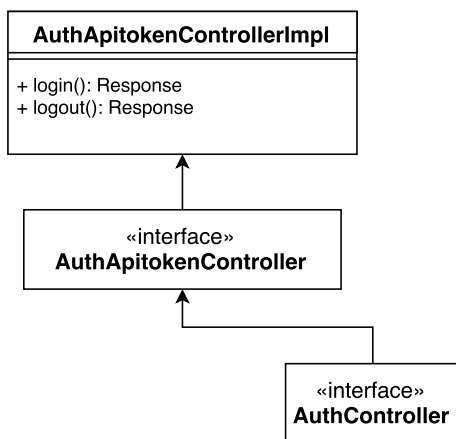 AuthApitokenControllerImpl
+ login(): Response
+ logout(): Response
«interface»
AuthApitokenController
«interface»
AuthController